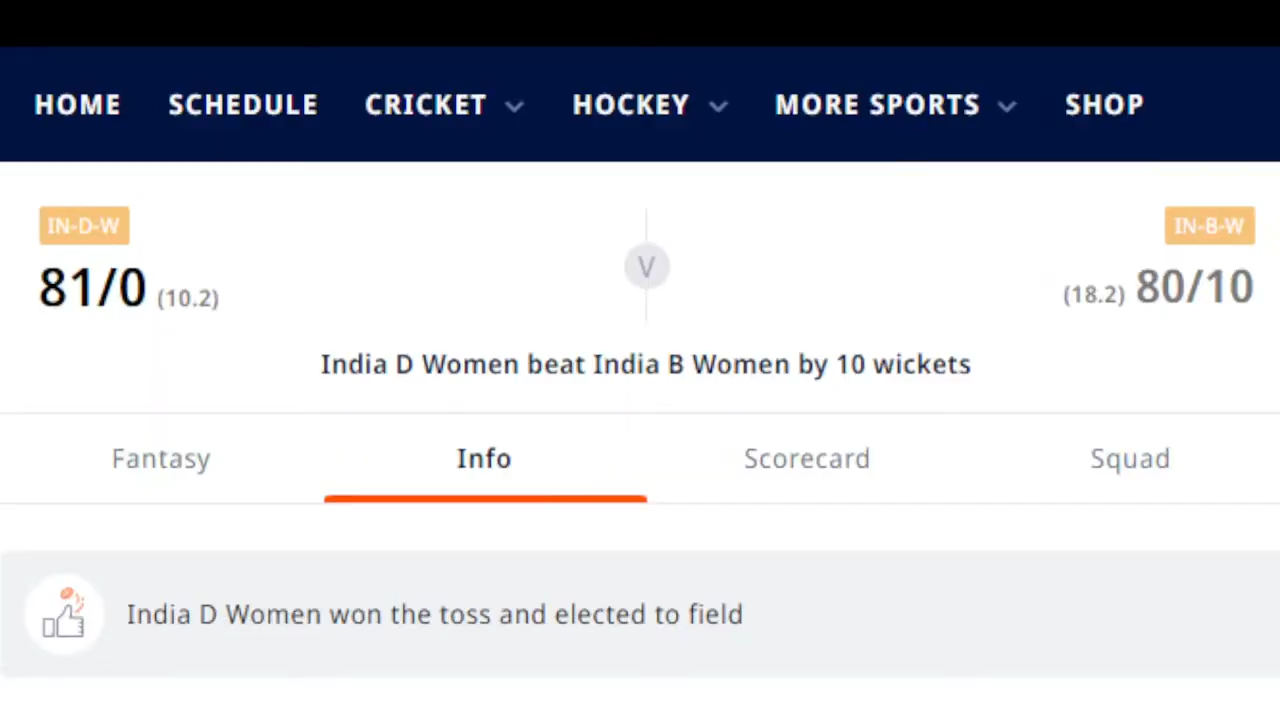 HOME SCHEDULE CRICKET HOCKEY MORE SPORTS SHOP
IN-D-W IN-B-W
81/0 (10.2) V (18.2) 80/10
India D Women beat India B Women by 10 wickets
Fantasy Info Scorecard Squad
India D Women won the toss and elected to field